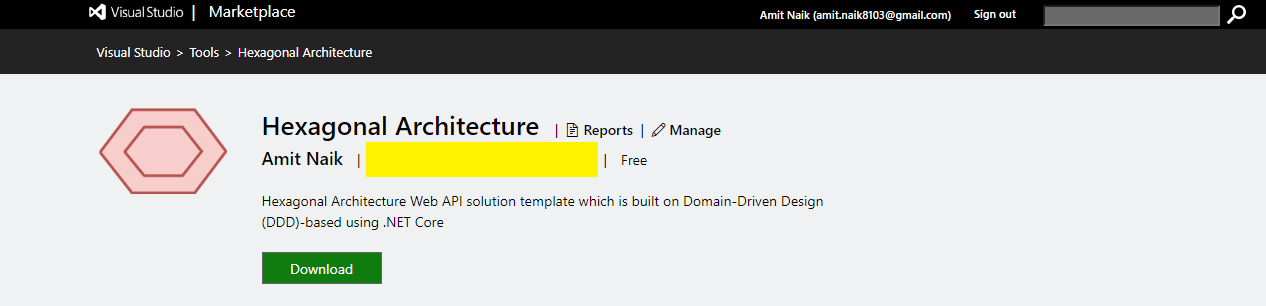 Visual Studio | Marketplace
Amit Naik (amit.naik8103@gmail.com) Sign out
Visual Studio > Tools > Hexagonal Architecture
Hexagonal Architecture | Reports | Manage
Amit Naik | | Free
Hexagonal Architecture Web API solution template which is built on Domain-Driven Design
(DDD)-based using .NET Core
Download